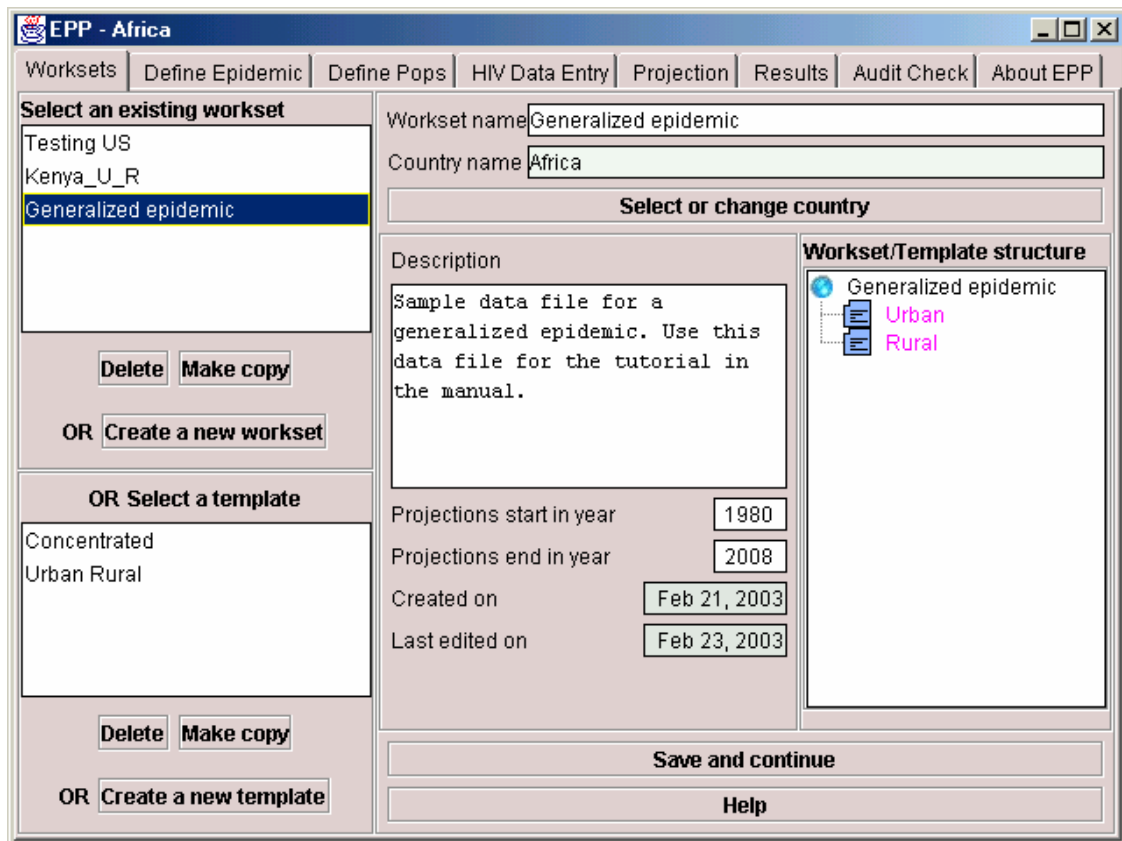 EPP - Africa
Worksets Define Epidemic Define Pops HIV Data Entry Projection Results Audit Check About EPP
Select an existing workset
Testing US
Kenya_U_R
Generalized epidemic
Delete Make copy
OR Create a new workset
OR Select a template
Concentrated
Urban Rural
Delete Make copy
OR Create a new template
Workset name Generalized epidemic
Country name Africa
Select or change country
Description
Sample data file for a
generalized epidemic. Use this
data file for the tutorial in
the manual.
Projections start in year 1980
Projections end in year 2008
Created on Feb 21, 2003
Last edited on Feb 23, 2003
Workset/Template structure
Generalized epidemic
Urban
Rural
Save and continue
Help